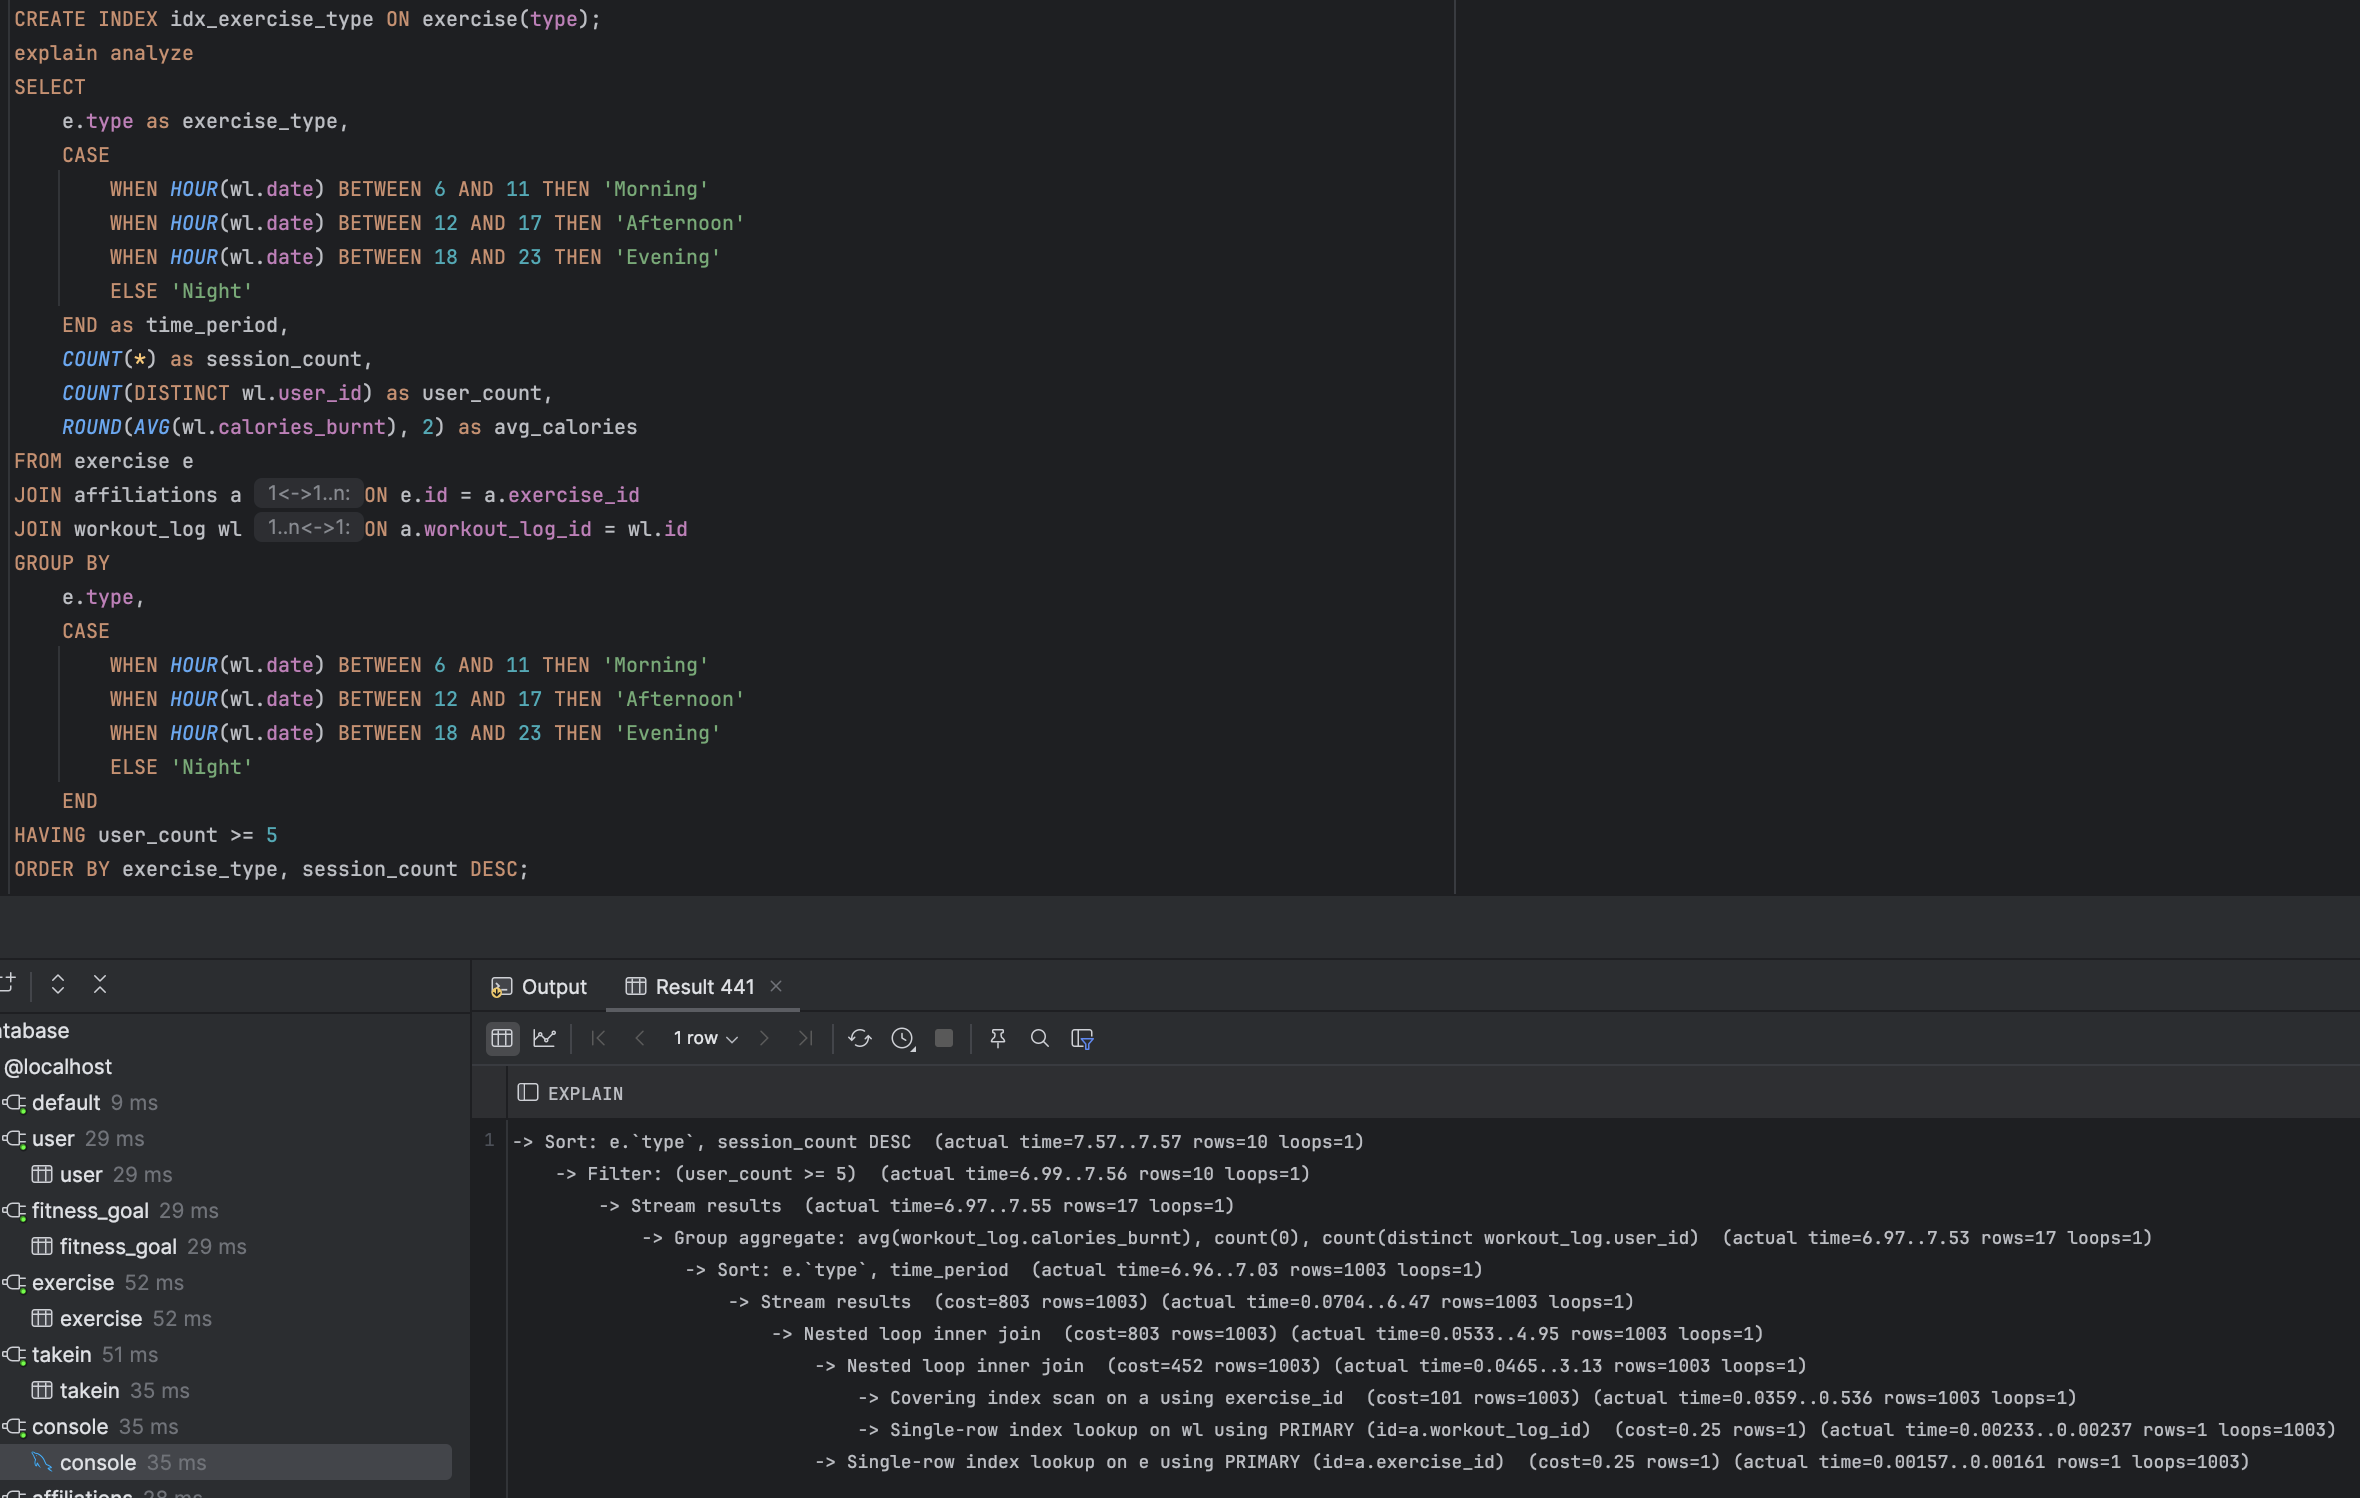 CREATE INDEX idx_exercise_type ON exercise(type);
explain analyze
SELECT
    e.type as exercise_type,
    CASE
        WHEN HOUR(wl.date) BETWEEN 6 AND 11 THEN 'Morning'
        WHEN HOUR(wl.date) BETWEEN 12 AND 17 THEN 'Afternoon'
        WHEN HOUR(wl.date) BETWEEN 18 AND 23 THEN 'Evening'
        ELSE 'Night'
    END as time_period,
    COUNT(*) as session_count,
    COUNT(DISTINCT wl.user_id) as user_count,
    ROUND(AVG(wl.calories_burnt), 2) as avg_calories
FROM exercise e
JOIN affiliations a 1<->1..n: ON e.id = a.exercise_id
JOIN workout_log wl 1..n<->1: ON a.workout_log_id = wl.id
GROUP BY
    e.type,
    CASE
        WHEN HOUR(wl.date) BETWEEN 6 AND 11 THEN 'Morning'
        WHEN HOUR(wl.date) BETWEEN 12 AND 17 THEN 'Afternoon'
        WHEN HOUR(wl.date) BETWEEN 18 AND 23 THEN 'Evening'
        ELSE 'Night'
    END
HAVING user_count >= 5
ORDER BY exercise_type, session_count DESC;
tabase
@localhost
default 9 ms
user 29 ms
user 29 ms
fitness_goal 29 ms
fitness_goal 29 ms
exercise 52 ms
exercise 52 ms
takein 51 ms
takein 35 ms
console 35 ms
console 35 ms
affiliations 28 ms
Output Result 441
1 row
EXPLAIN
1 -> Sort: e.`type`, session_count DESC  (actual time=7.57..7.57 rows=10 loops=1)
    -> Filter: (user_count >= 5)  (actual time=6.99..7.56 rows=10 loops=1)
        -> Stream results  (actual time=6.97..7.55 rows=17 loops=1)
            -> Group aggregate: avg(workout_log.calories_burnt), count(0), count(distinct workout_log.user_id)  (actual time=6.97..7.53 rows=17 loops=1)
                -> Sort: e.`type`, time_period  (actual time=6.96..7.03 rows=1003 loops=1)
                    -> Stream results  (cost=803 rows=1003) (actual time=0.0704..6.47 rows=1003 loops=1)
                        -> Nested loop inner join  (cost=803 rows=1003) (actual time=0.0533..4.95 rows=1003 loops=1)
                            -> Nested loop inner join  (cost=452 rows=1003) (actual time=0.0465..3.13 rows=1003 loops=1)
                                -> Covering index scan on a using exercise_id  (cost=101 rows=1003) (actual time=0.0359..0.536 rows=1003 loops=1)
                                -> Single-row index lookup on wl using PRIMARY (id=a.workout_log_id)  (cost=0.25 rows=1) (actual time=0.00233..0.00237 rows=1 loops=1003)
                            -> Single-row index lookup on e using PRIMARY (id=a.exercise_id)  (cost=0.25 rows=1) (actual time=0.00157..0.00161 rows=1 loops=1003)